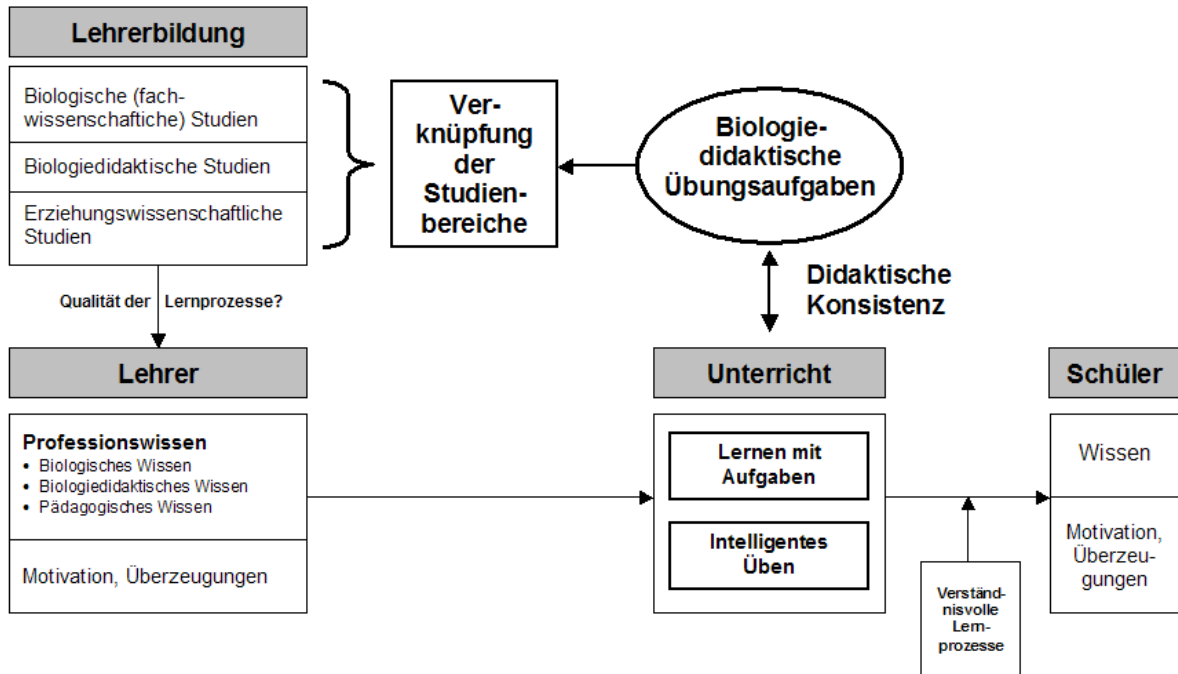 Lehrerbildung
Biologische (fach-
wissenschaftiche) Studien
Biologiedidaktische Studien
Erziehungswissenschaftliche
Studien
Ver-
knüpfung
der
Studien-
bereiche
Biologie-
didaktische
Übungsaufgaben
Didaktische
Konsistenz
Qualität der Lernprozesse?
Lehrer
Professionswissen
• Biologisches Wissen
• Biologiedidaktisches Wissen
• Pädagogisches Wissen
Motivation, Überzeugungen
Unterricht
Lernen mit
Aufgaben
Intelligentes
Üben
Verständ-
nisvolle
Lern-
prozesse
Schüler
Wissen
Motivation,
Überzeu-
gungen